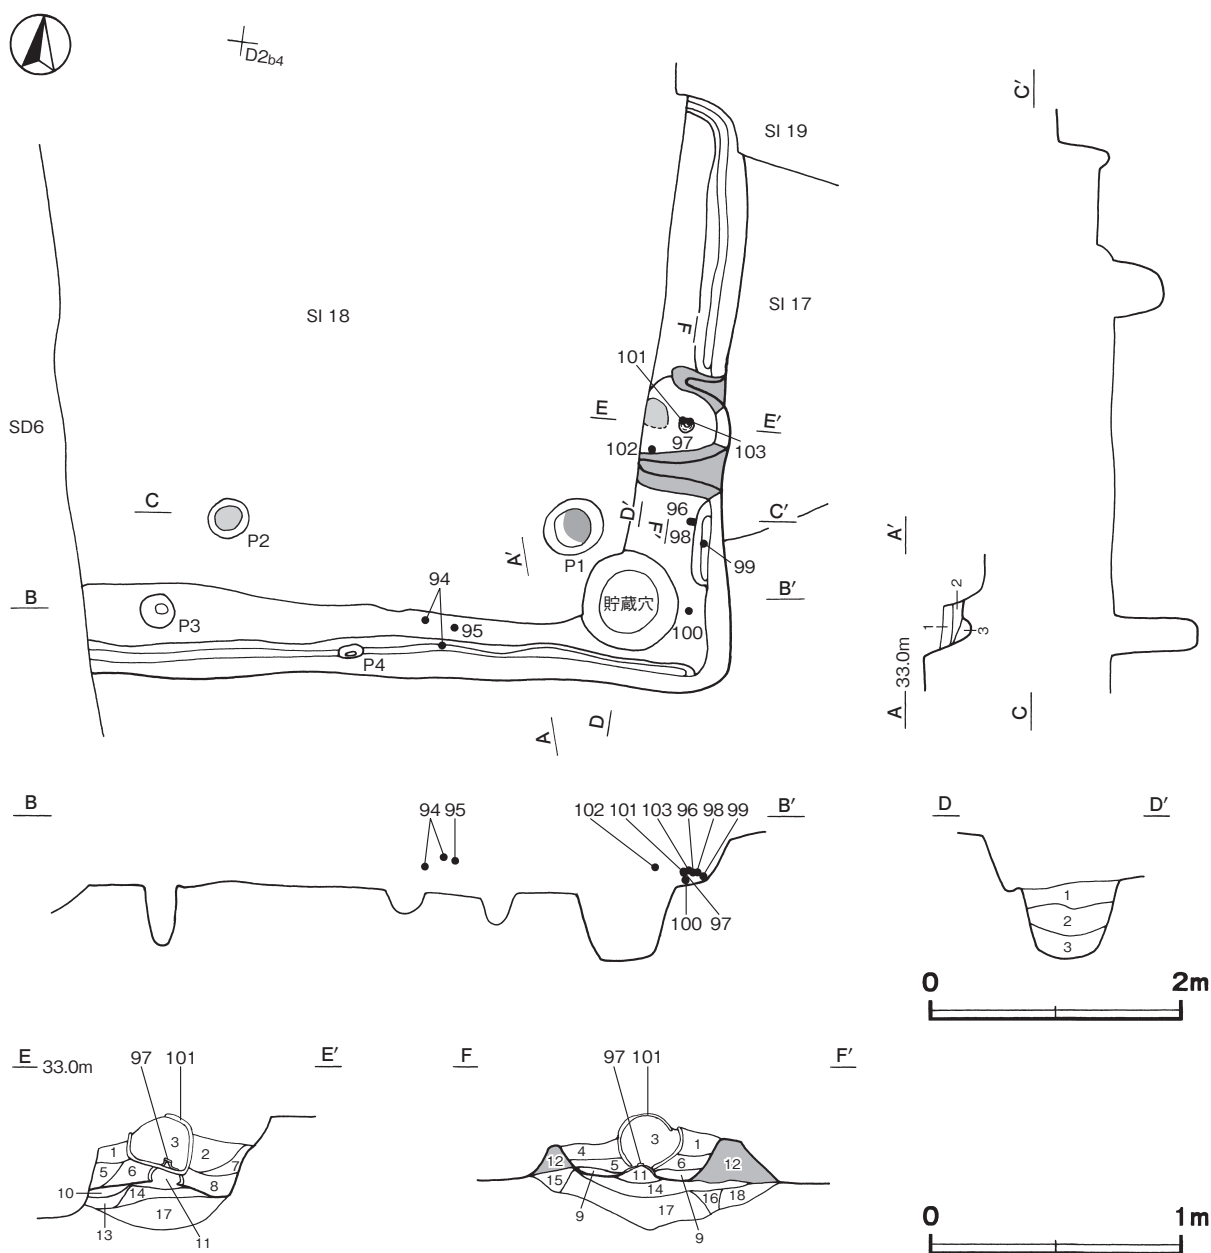 D2b4
C'
SI 19
SI 18
SI 17
F
101
SD6
E
E'
102
97
103
C
P2
D'
F'
96
98
C'
A'
A'
P1
99
2
B
貯蔵穴
B'
94
95
100
P3
P4
1
3
A 33.0m
C
A
D
B
94 95
102 101 103 96 98 99
B'
D
D'
100 97
1
2
3
0 2m
E 33.0m
97 101
E'
F
97 101
F'
1 3 2
5 6 7
10 14 8
13 17 11
4 3 1
12 5 11 6 12
15 14 16 18
9 17 9
0 1m